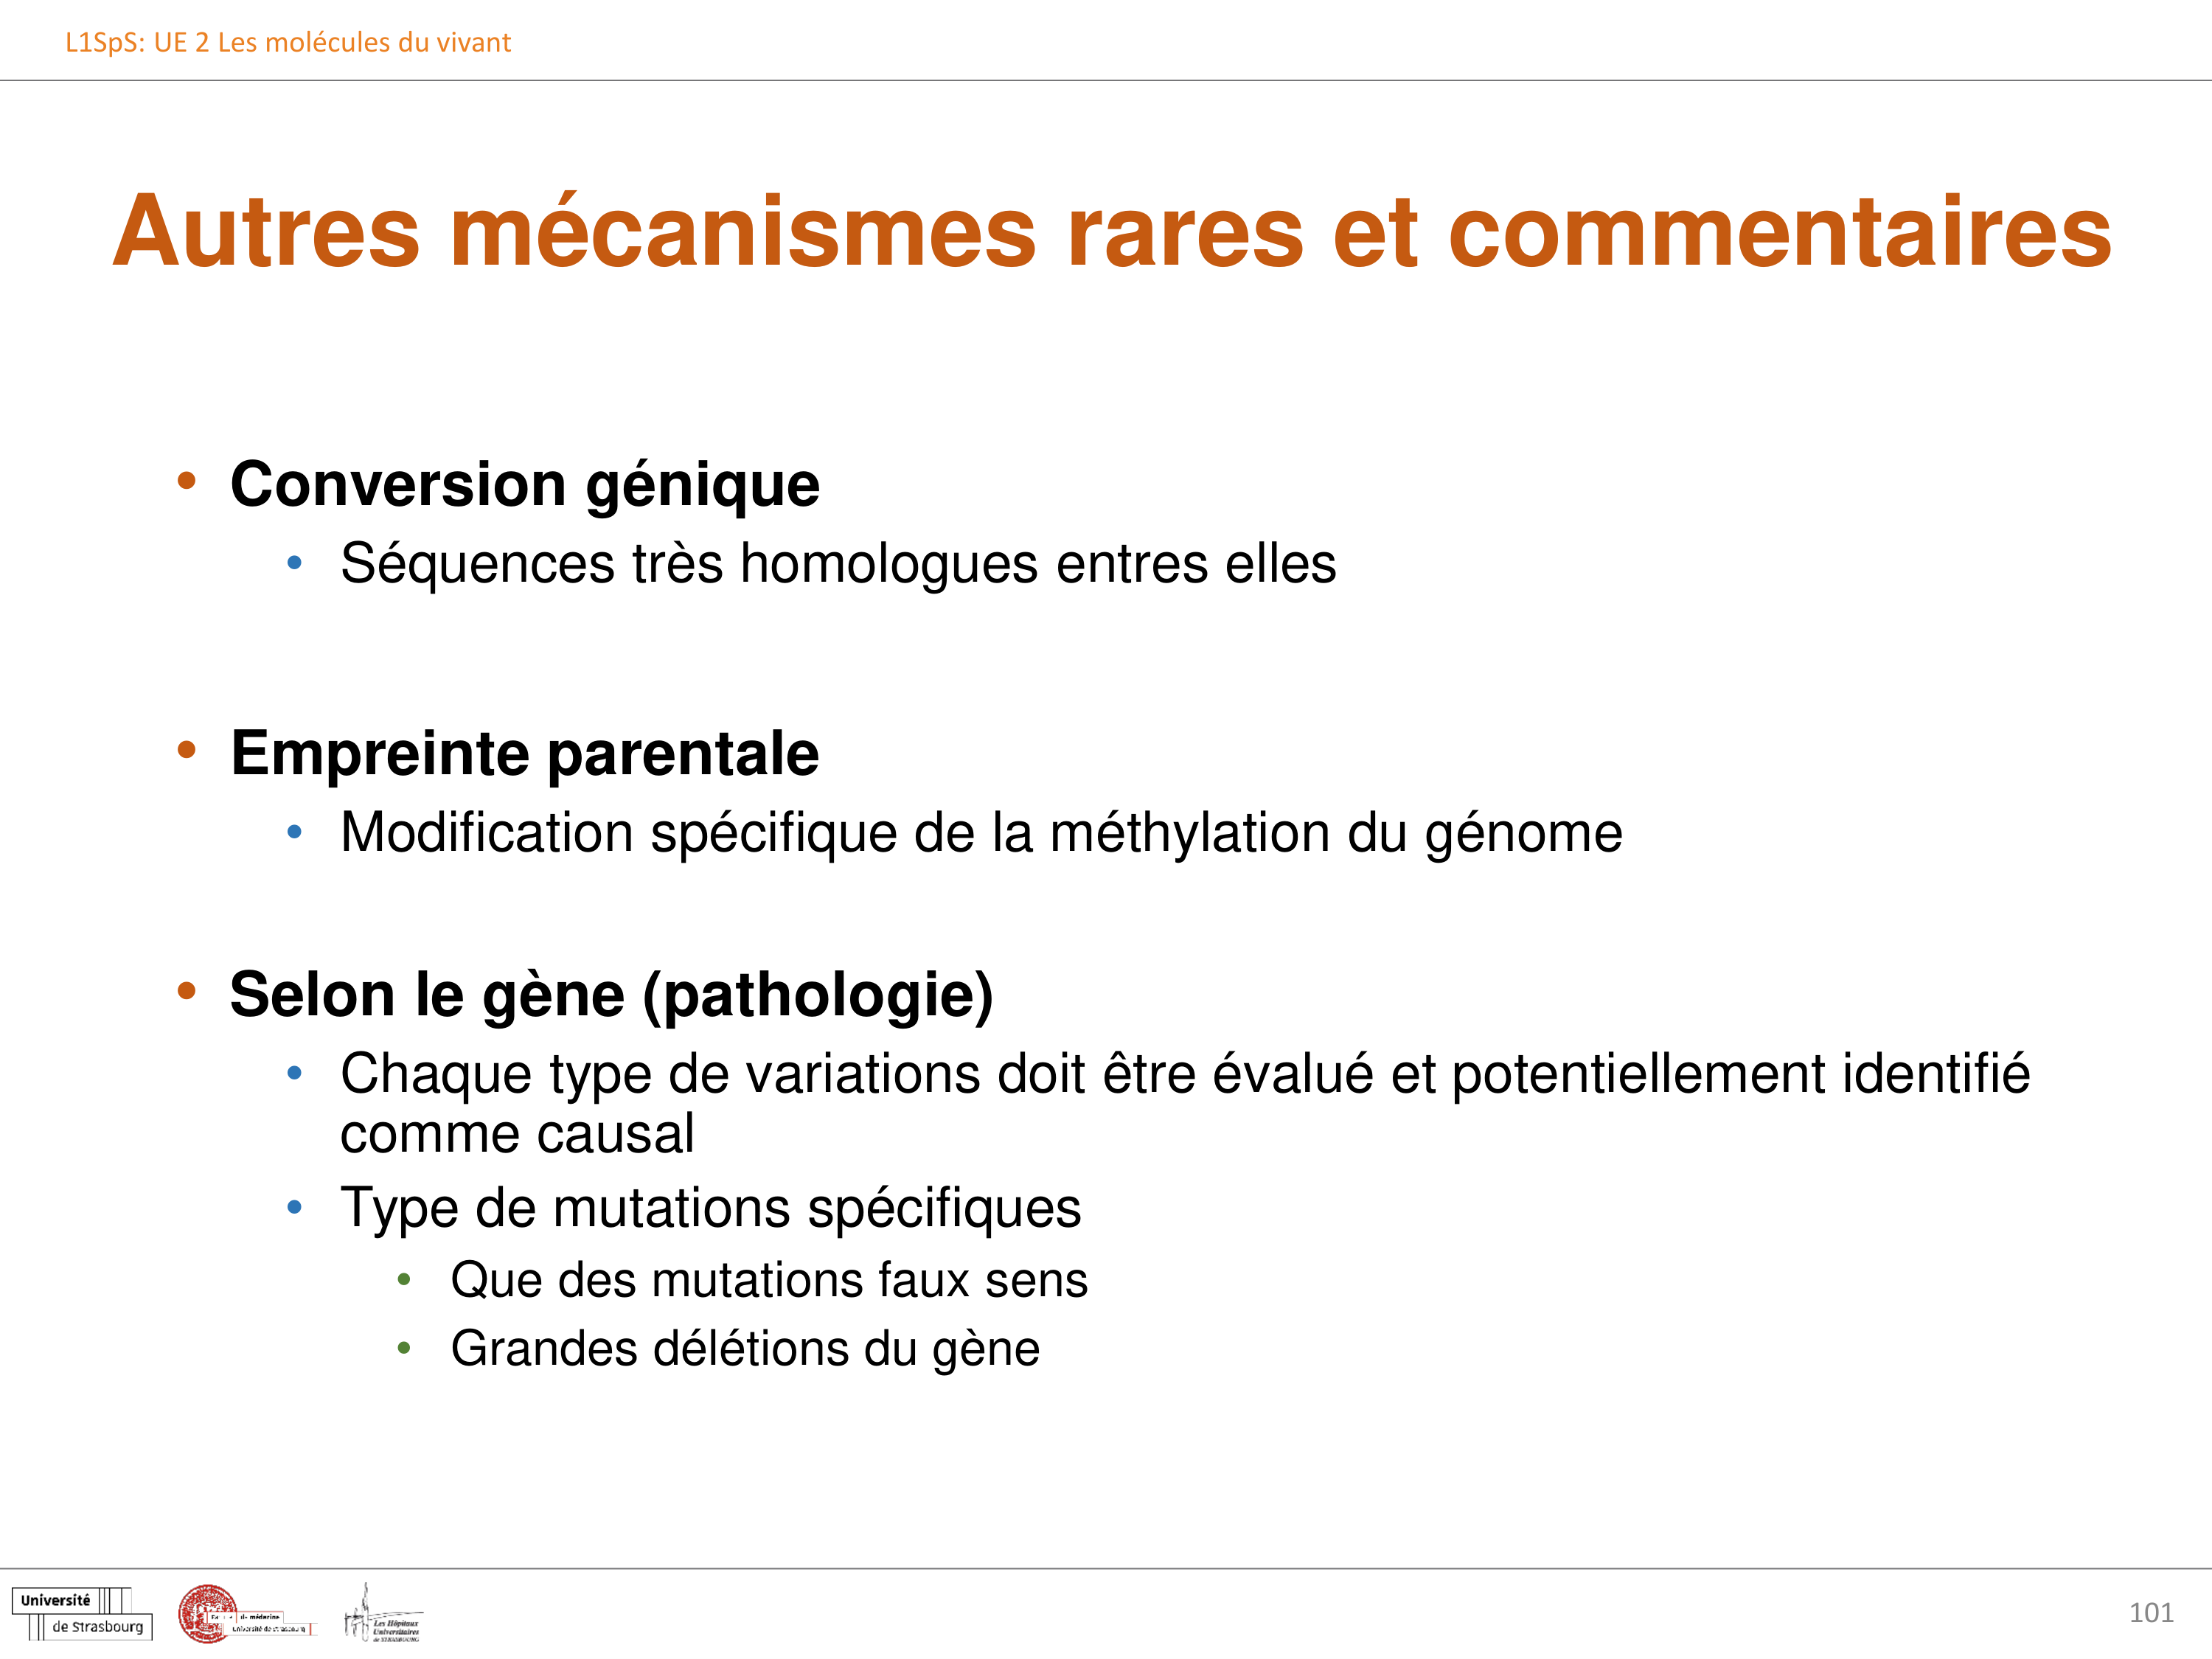 L1SpS: UE 2 Les molécules du vivant
Autres mécanismes rares et commentaires
• Conversion génique
• Séquences très homologues entres elles
• Empreinte parentale
• Modification spécifique de la méthylation du génome
• Selon le gène (pathologie)
• Chaque type de variations doit être évalué et potentiellement identifié
comme causal
• Type de mutations spécifiques
• Que des mutations faux sens
• Grandes délétions du gène
Université
de Strasbourg
de médecine
Université de Strasbourg
Les Hôpitaux
Universitaires
de STRASBOURG
101